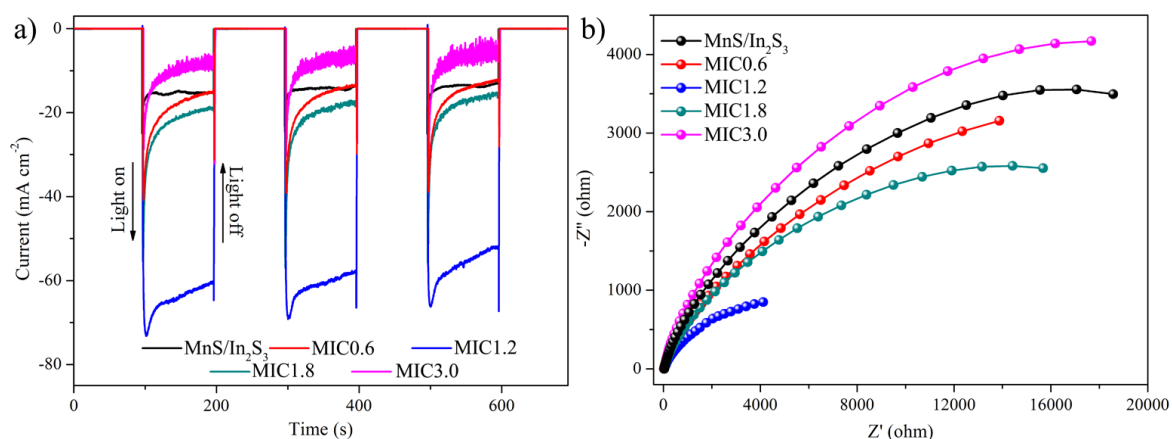 a)
0
-20
-40
-60
-80
Current (mA cm⁻²)
Light on
Light off
MnS/In₂S₃
MIC0.6
MIC1.2
MIC1.8
MIC3.0
0
200
400
600
Time (s)
b)
4000
3000
2000
1000
0
-Z'' (ohm)
MnS/In₂S₃
MIC0.6
MIC1.2
MIC1.8
MIC3.0
0
4000
8000
12000
16000
20000
Z' (ohm)